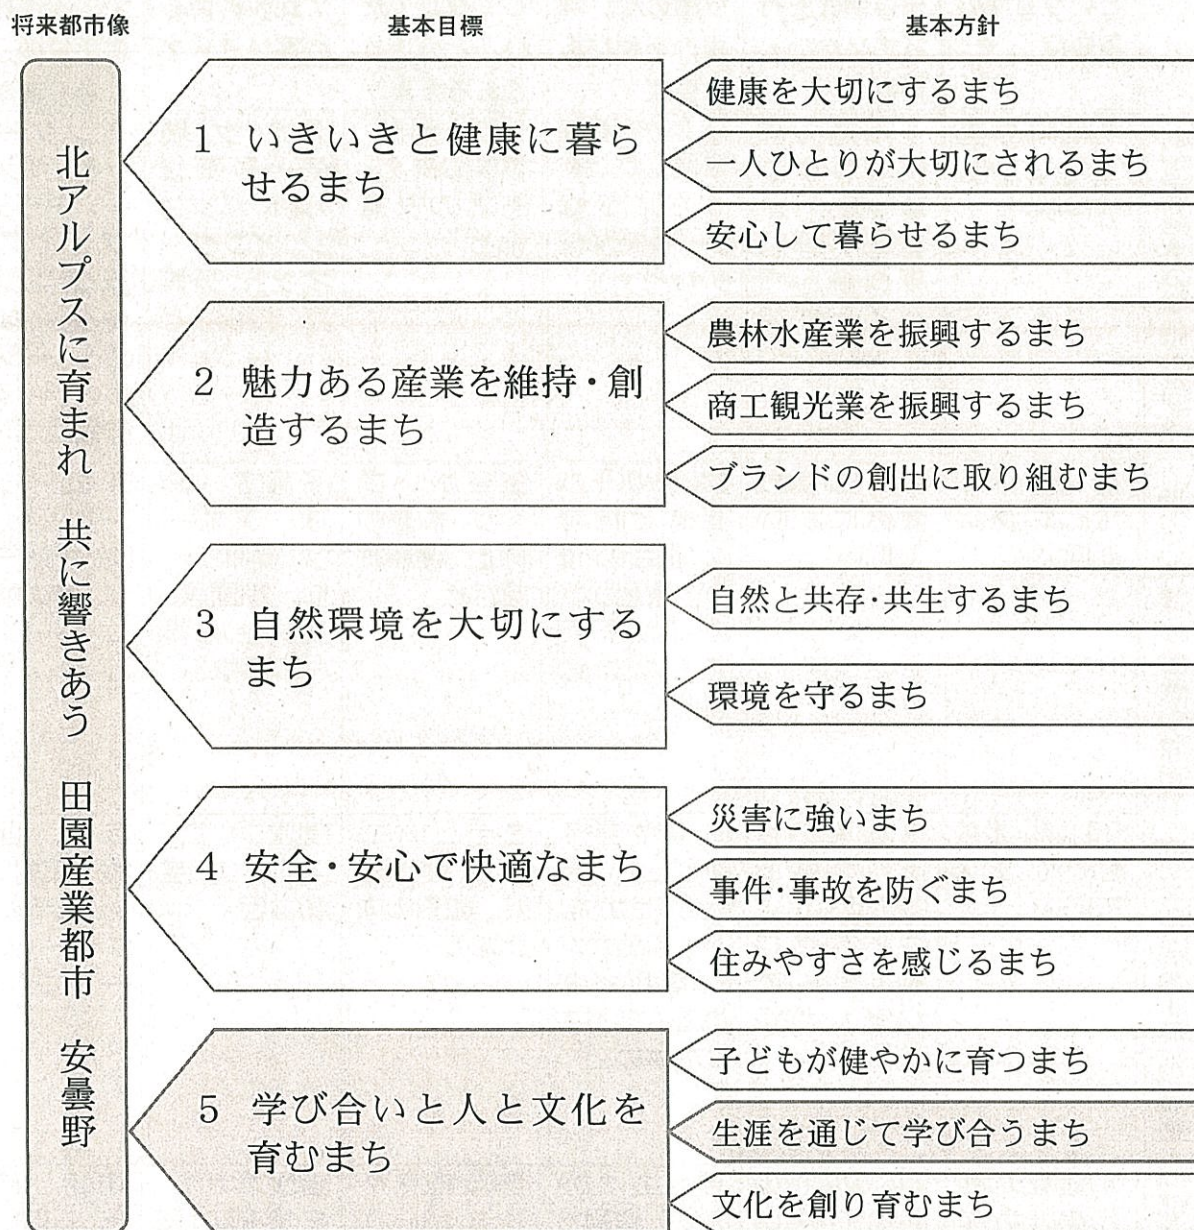 将来都市像
基本目標
基本方針
北アルプスに育まれ 共に響きあう 田園産業都市 安曇野
1 いきいきと健康に暮ら
せるまち
健康を大切にするまち
一人ひとりが大切にされるまち
安心して暮らせるまち
2 魅力ある産業を維持・創
造するまち
農林水産業を振興するまち
商工観光業を振興するまち
ブランドの創出に取り組むまち
3 自然環境を大切にする
まち
自然と共存・共生するまち
環境を守るまち
4 安全・安心で快適なまち
災害に強いまち
事件・事故を防ぐまち
住みやすさを感じるまち
5 学び合いと人と文化を
育むまち
子どもが健やかに育つまち
生涯を通じて学び合うまち
文化を創り育むまち